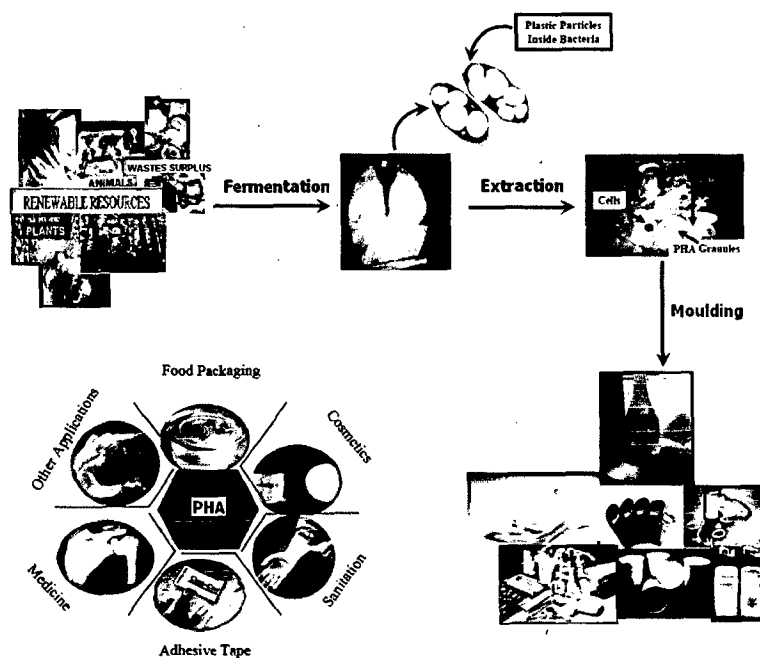 Plastic Particles
Inside Bacteria
WASTES SURPLUS
ANIMALS
RENEWABLE RESOURCES
PLANTS
Fermentation
Extraction
Cells
PHA Granules
Moulding
Food Packaging
Other Applications
Cosmetics
PHA
Medicine
Sanitation
Adhesive Tape